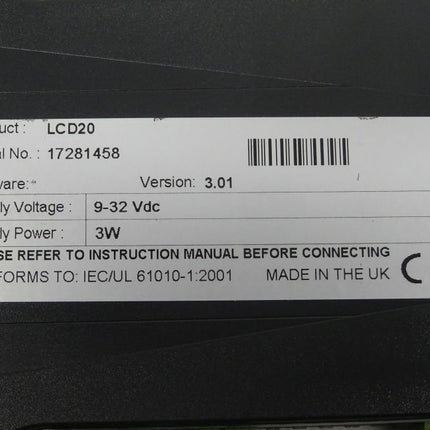 uct : LCD20
al No. : 17281458
ware: Version: 3.01
ly Voltage : 9-32 Vdc
ly Power : 3W
SE REFER TO INSTRUCTION MANUAL BEFORE CONNECTING
FORMS TO: IEC/UL 61010-1:2001 MADE IN THE UK C